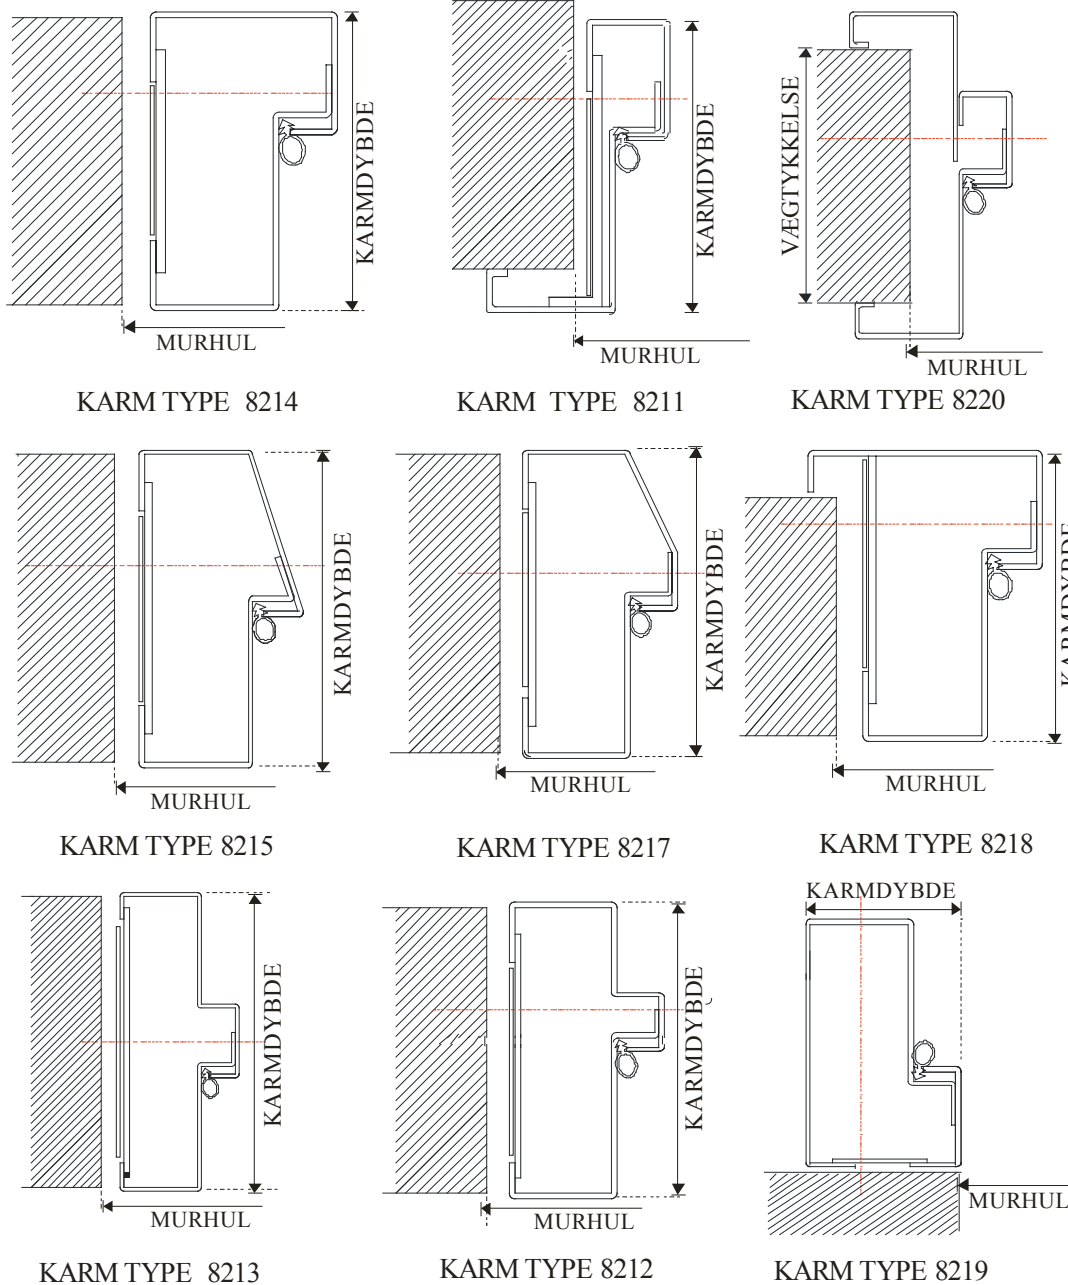 KARMDYBDE
MURHUL
KARM TYPE 8214
KARMDYBDE
MURHUL
KARM TYPE 8211
VÆGTYKKELSE
MURHUL
KARM TYPE 8220
KARMDYBDE
MURHUL
KARM TYPE 8215
KARMDYBDE
MURHUL
KARM TYPE 8217
KARMDYBDE
MURHUL
KARM TYPE 8218
KARMDYBDE
MURHUL
KARM TYPE 8213
KARMDYBDE
MURHUL
KARM TYPE 8212
KARMDYBDE
MURHUL
KARM TYPE 8219